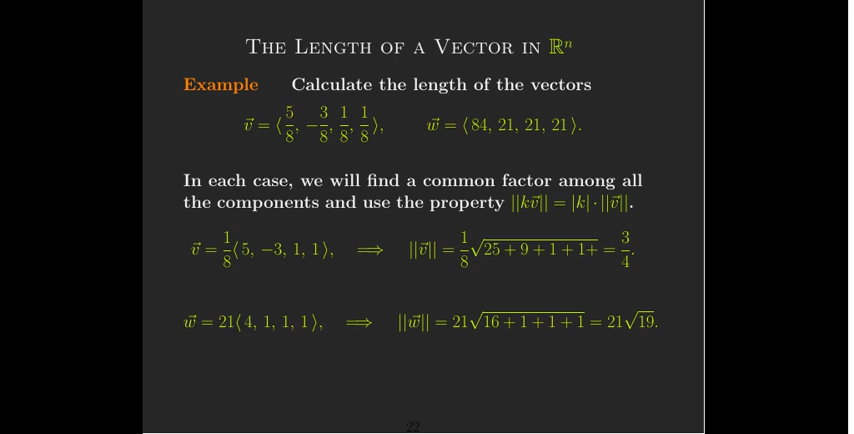 The Length of a Vector in ℝⁿ
Example Calculate the length of the vectors
v⃗ = ⟨5/8, −3/8, 1/8, 1/8⟩, w⃗ = ⟨84, 21, 21, 21⟩.
In each case, we will find a common factor among all
the components and use the property ||kv⃗|| = |k| · ||v⃗||.
v⃗ = 1/8⟨5, −3, 1, 1⟩, ⟹ ||v⃗|| = 1/8√(25 + 9 + 1 + 1+) = 3/4.
w⃗ = 21⟨4, 1, 1, 1⟩, ⟹ ||w⃗|| = 21√(16 + 1 + 1 + 1) = 21√19.
22